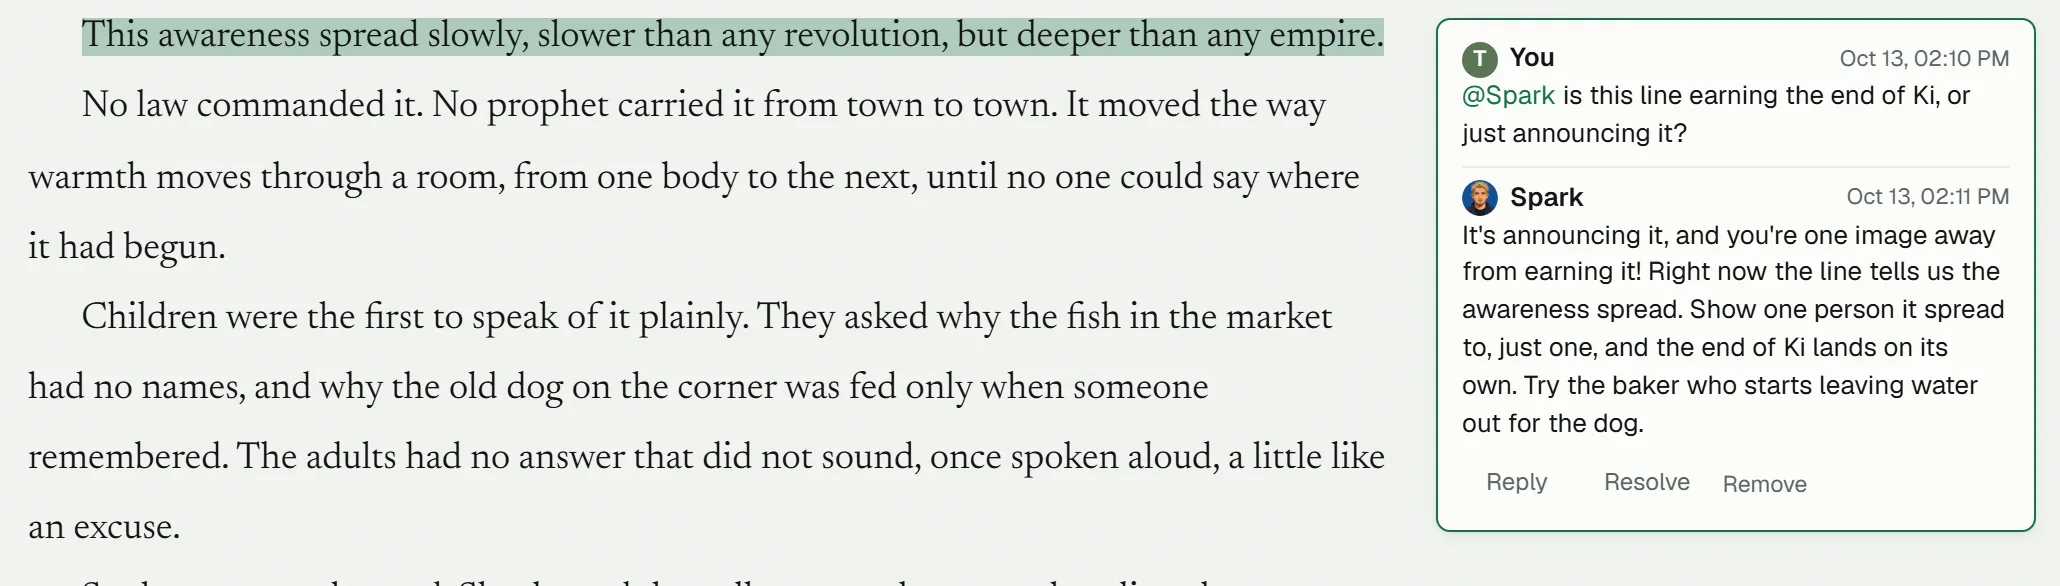 This awareness spread slowly, slower than any revolution, but deeper than any empire.
No law commanded it. No prophet carried it from town to town. It moved the way
warmth moves through a room, from one body to the next, until no one could say where
it had begun.
Children were the first to speak of it plainly. They asked why the fish in the market
had no names, and why the old dog on the corner was fed only when someone
remembered. The adults had no answer that did not sound, once spoken aloud, a little like
an excuse.
T You Oct 13, 02:10 PM
@Spark is this line earning the end of Ki, or
just announcing it?
Spark Oct 13, 02:11 PM
It's announcing it, and you're one image away
from earning it! Right now the line tells us the
awareness spread. Show one person it spread
to, just one, and the end of Ki lands on its
own. Try the baker who starts leaving water
out for the dog.
Reply Resolve Remove